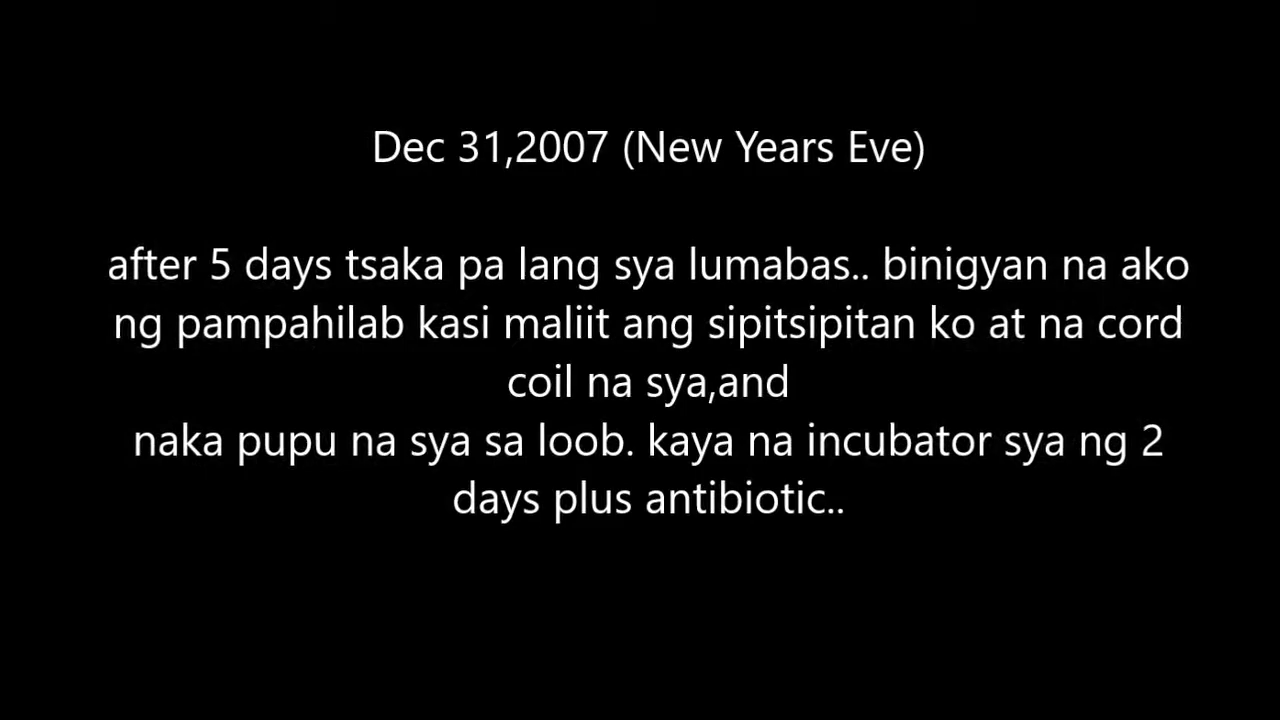 Dec 31,2007 (New Years Eve)
after 5 days tsaka pa lang sya lumabas.. binigyan na ako
ng pampahilab kasi maliit ang sipitsipitan ko at na cord
coil na sya,and
naka pupu na sya sa loob. kaya na incubator sya ng 2
days plus antibiotic..